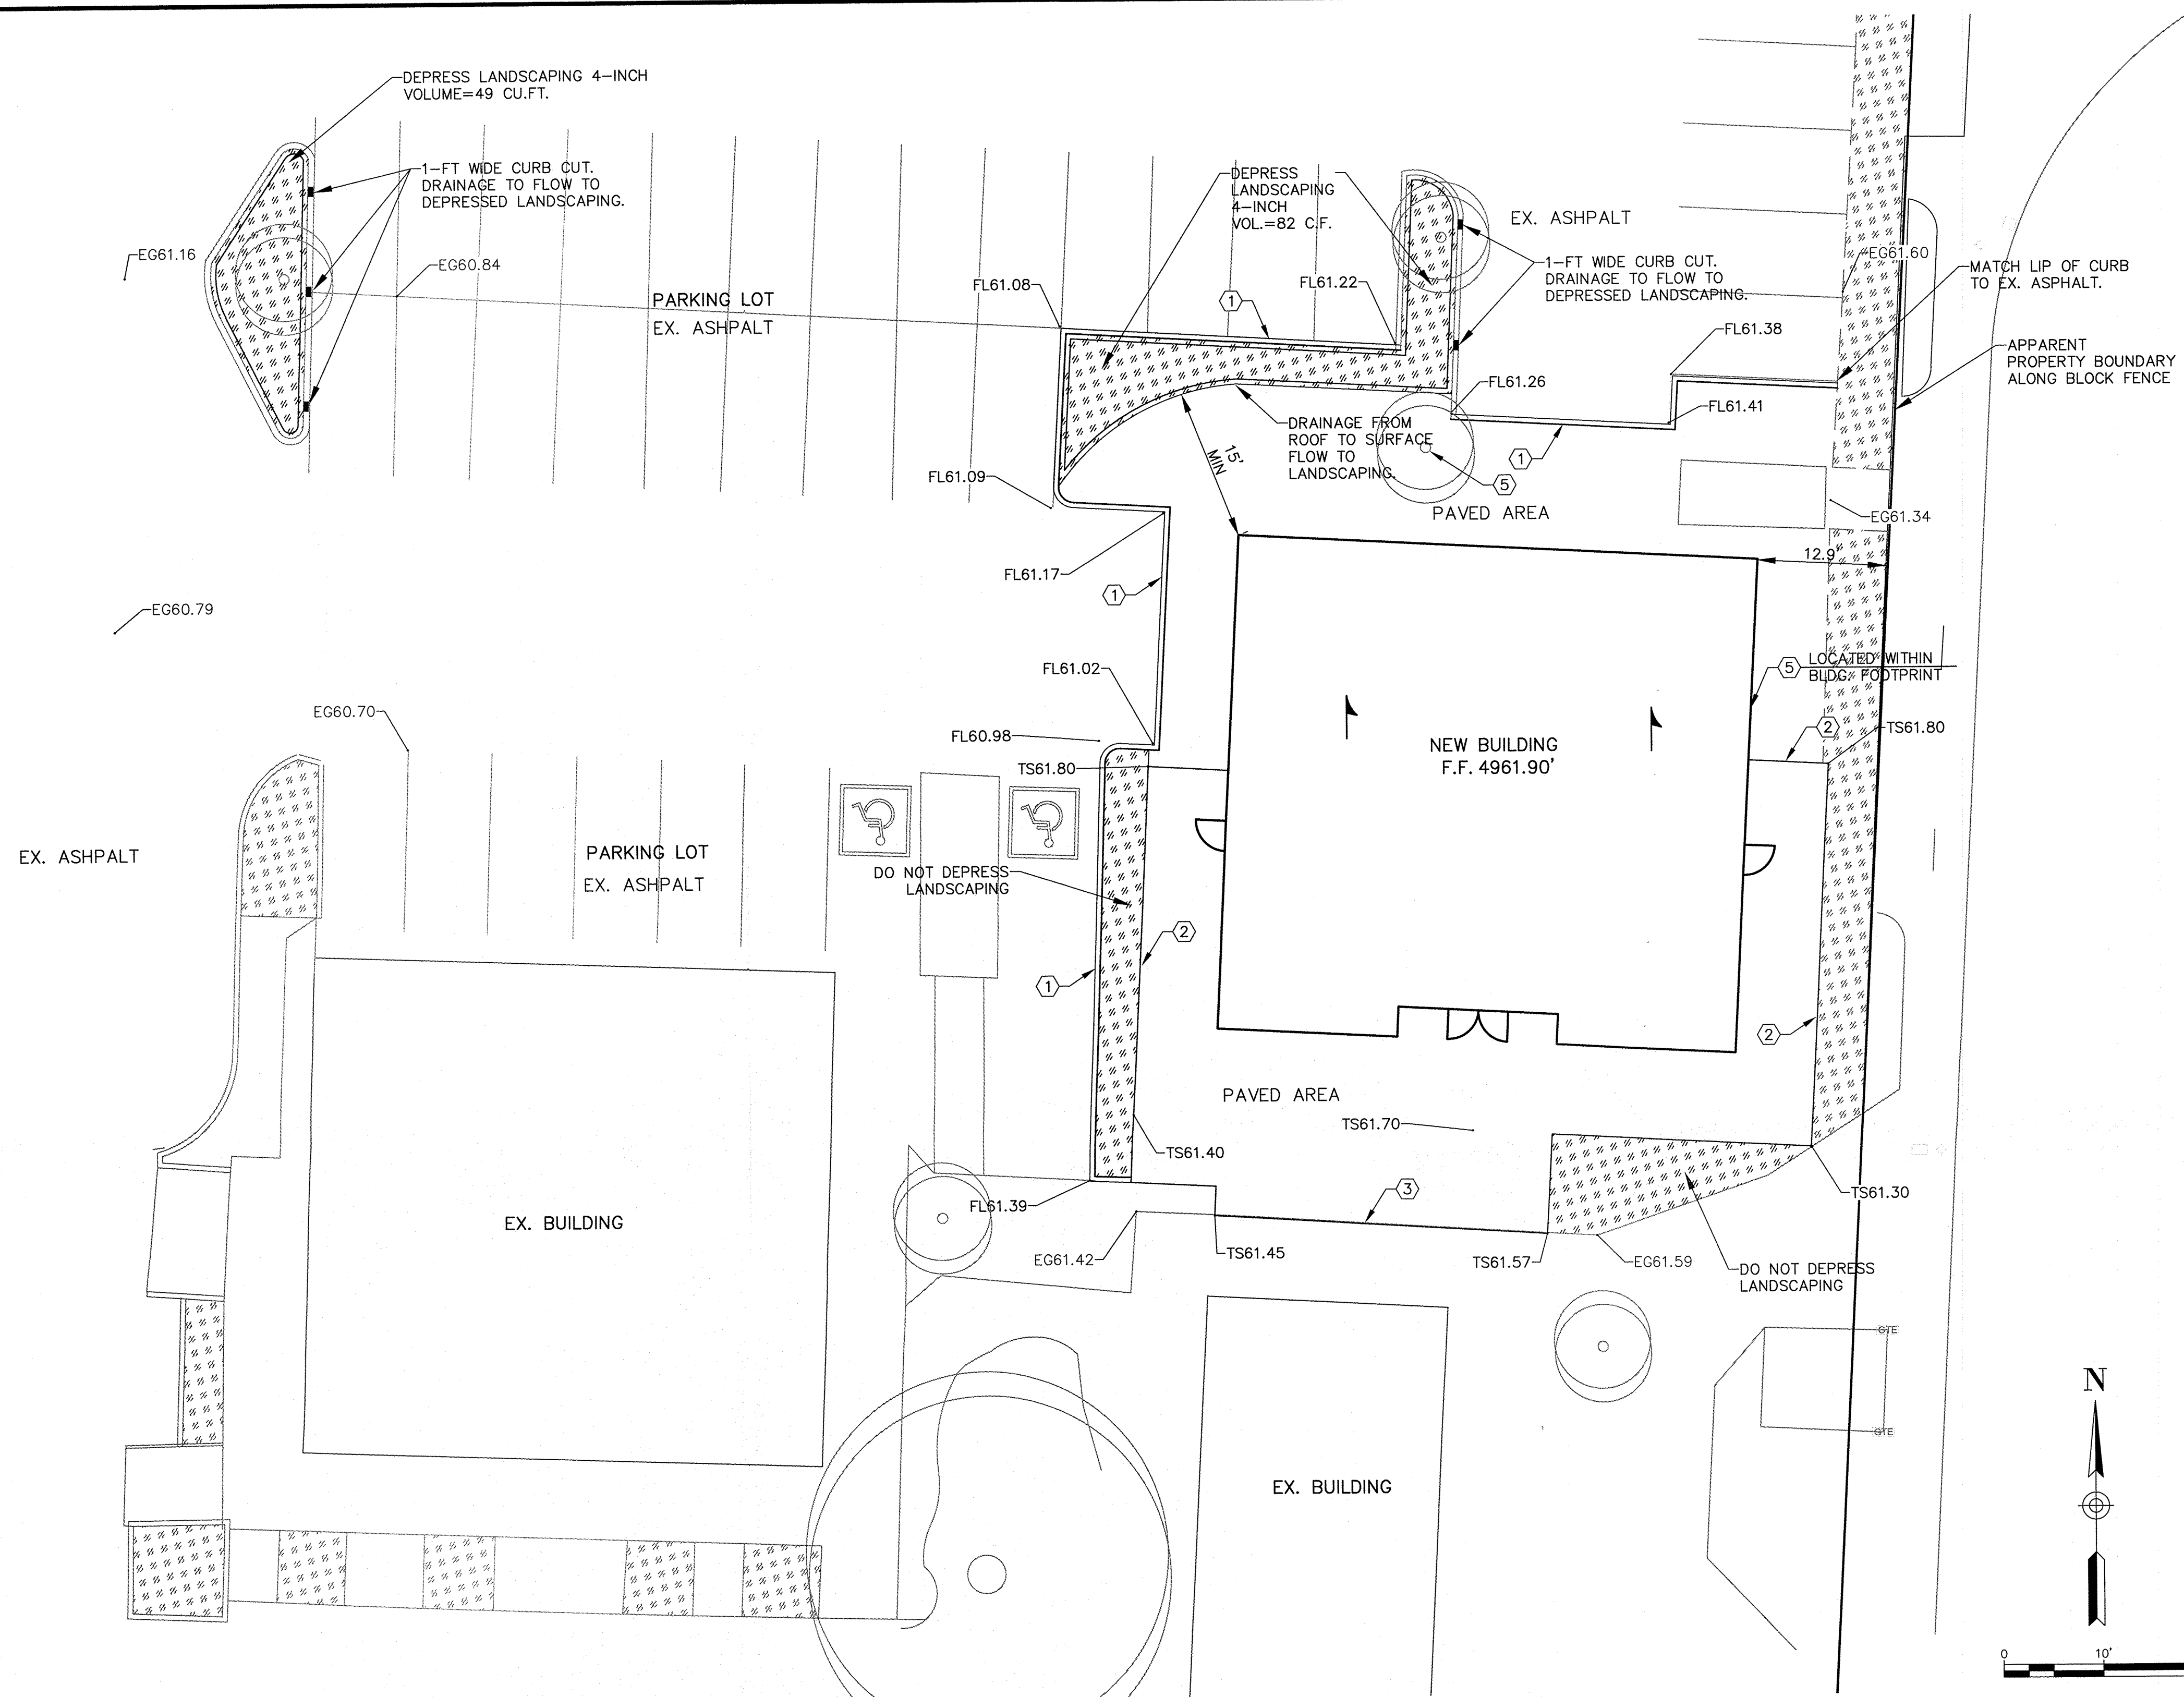 DEPRESS LANDSCAPING 4-INCH
VOLUME=49 CU.FT.
1-FT WIDE CURB CUT.
DRAINAGE TO FLOW TO
DEPRESSED LANDSCAPING.
DEPRESS
LANDSCAPING
4-INCH
VOL.=82 C.F.
EX. ASHPALT
EG61.16
EG60.84
EG61.60
1-FT WIDE CURB CUT.
DRAINAGE TO FLOW TO
DEPRESSED LANDSCAPING.
MATCH LIP OF CURB
TO EX. ASPHALT.
FL61.08
FL61.22
1
PARKING LOT
EX. ASHPALT
FL61.38
APPARENT
PROPERTY BOUNDARY
ALONG BLOCK FENCE
FL61.26
FL61.41
DRAINAGE FROM
ROOF TO SURFACE
FLOW TO
LANDSCAPING.
15'
MIN
1
5
FL61.09
PAVED AREA
EG61.34
12.9'
FL61.17
1
EG60.79
FL61.02
5
LOCATED WITHIN
BLDG. FOOTPRINT
EG60.70
FL60.98
2
TS61.80
TS61.80
NEW BUILDING
F.F. 4961.90'
EX. ASHPALT
PARKING LOT
EX. ASHPALT
DO NOT DEPRESS
LANDSCAPING
2
1
2
PAVED AREA
TS61.70
TS61.40
TS61.30
FL61.39
3
EX. BUILDING
EG61.42
TS61.45
TS61.57
EG61.59
DO NOT DEPRESS
LANDSCAPING
GTE
N
GTE
EX. BUILDING
0
10'